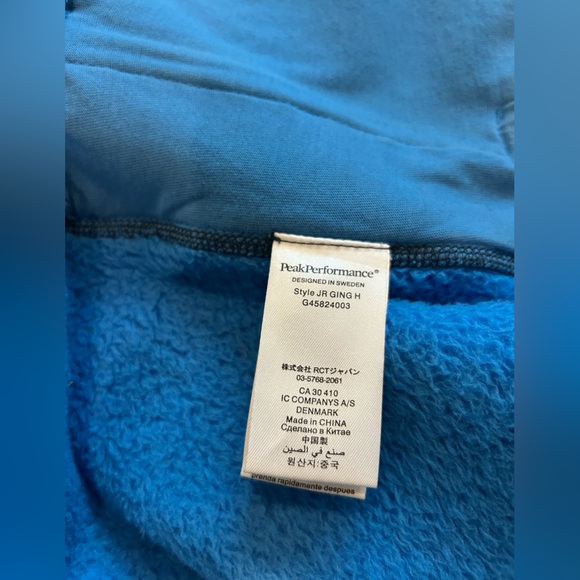 PeakPerformance®
DESIGNED IN SWEDEN
Style JR GING H
G45824003
株式会社 RCTジャパン
03-5768-2061
CA 30 410
IC COMPANYS A/S
DENMARK
Made in CHINA
Сделано в Китае
中国製
صنع في الصين
원산지:중국
prenda rapidamente despues